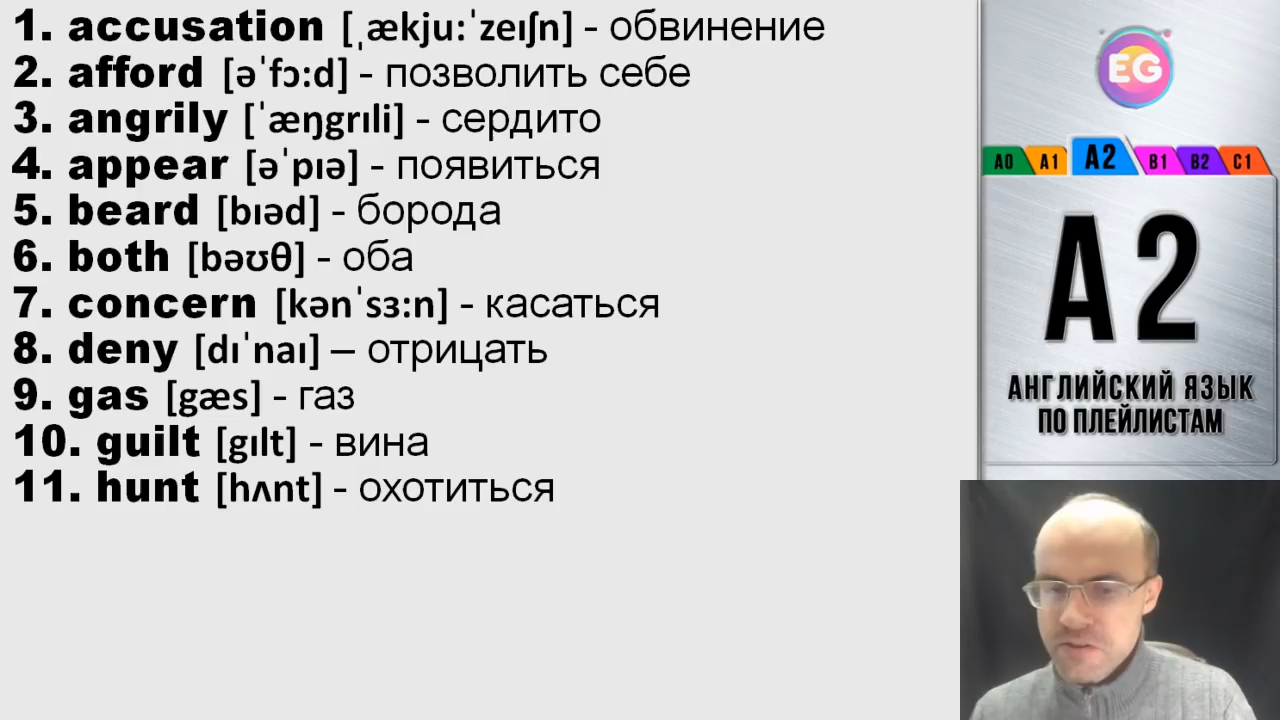 1. accusation [ˌækju:ˈzeɪʃn] - обвинение
2. afford [əˈfɔ:d] - позволить себе
3. angrily [ˈæŋgrɪli] - сердито
4. appear [əˈpɪə] - появиться
5. beard [bɪəd] - борода
6. both [bəʊθ] - оба
7. concern [kənˈsɜ:n] - касаться
8. deny [dɪˈnaɪ] – отрицать
9. gas [gæs] - газ
10. guilt [gɪlt] - вина
11. hunt [hʌnt] - охотиться
EG
A0 A1 A2 B1 B2 C1
A2
АНГЛИЙСКИЙ ЯЗЫК
ПО ПЛЕЙЛИСТАМ